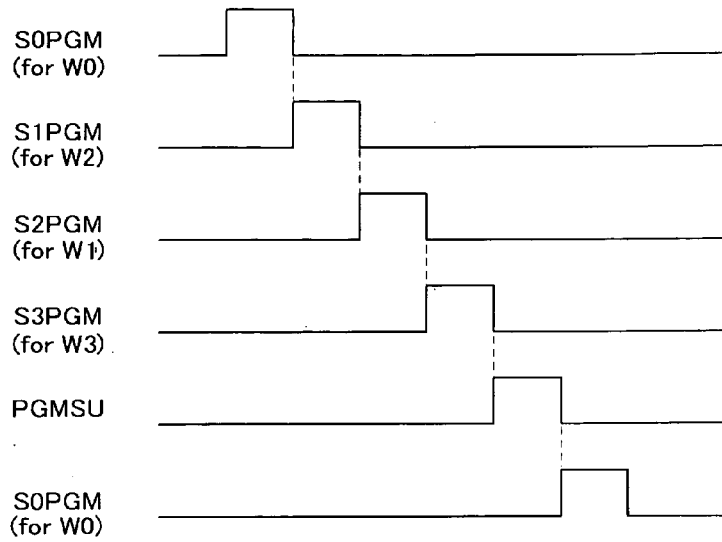 S0PGM
(for W0)
S1PGM
(for W2)
S2PGM
(for W1)
S3PGM
(for W3)
PGMSU
S0PGM
(for W0)